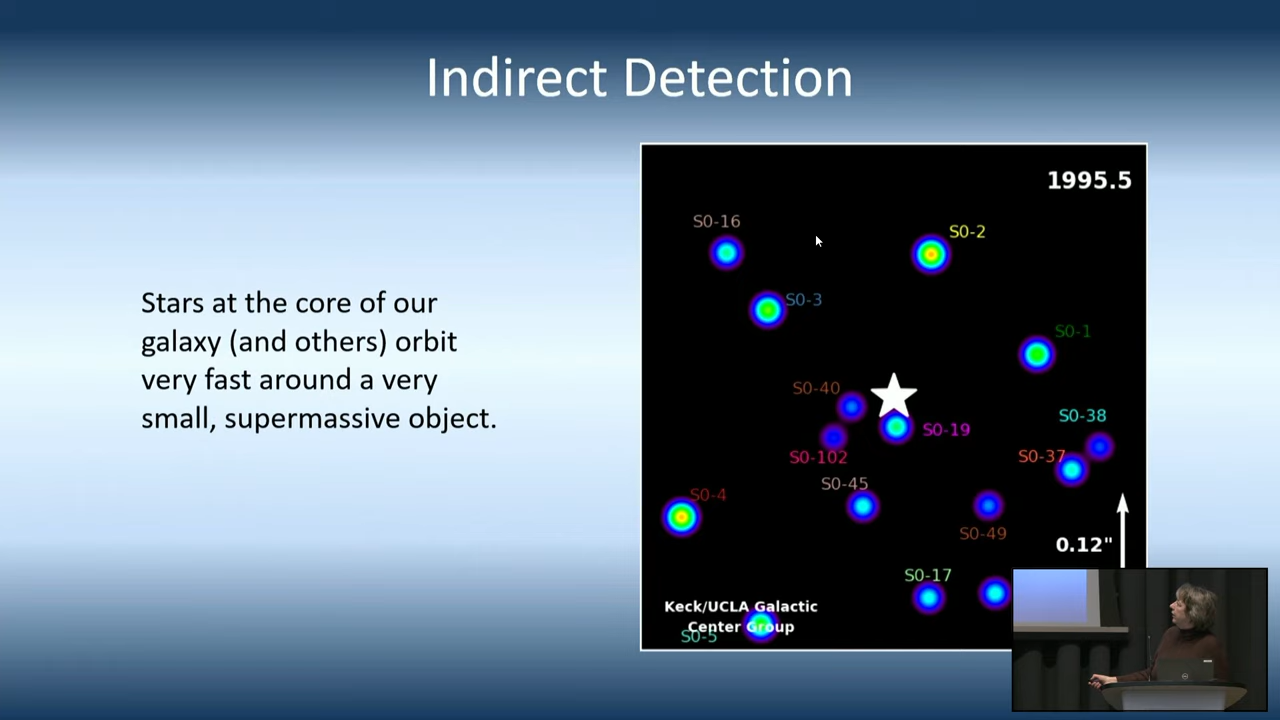 Indirect Detection
Stars at the core of our
galaxy (and others) orbit
very fast around a very
small, supermassive object.
1995.5
S0-16
S0-2
S0-3
S0-1
S0-40
S0-38
S0-19
S0-37
S0-102
S0-45
S0-4
S0-49
0.12"
S0-17
Keck/UCLA Galactic
Center Group
S0-5